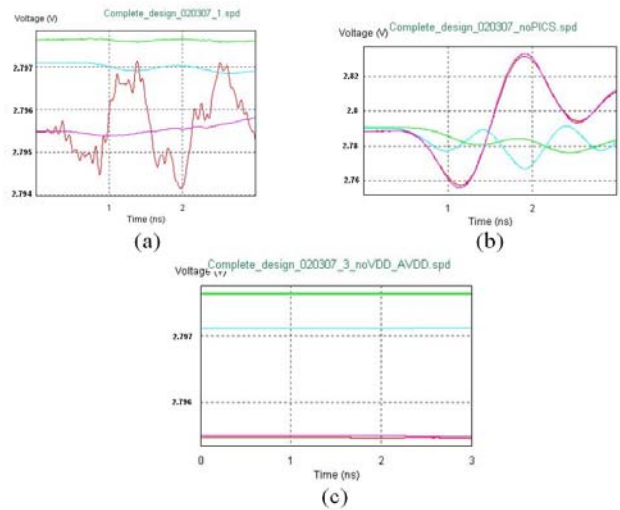 Complete_design_020307_1.spd
Voltage (V)
2.797
2.796
2.795
2.794
1
2
Time (ns)
(a)
Complete_design_020307_noPICS.spd
Voltage (V)
2.82
2.8
2.78
2.76
1
2
Time (ns)
(b)
Complete_design_020307_3_noVDD_AVDD.spd
Voltage (V)
2.797
2.796
0
1
2
3
Time (ns)
(c)